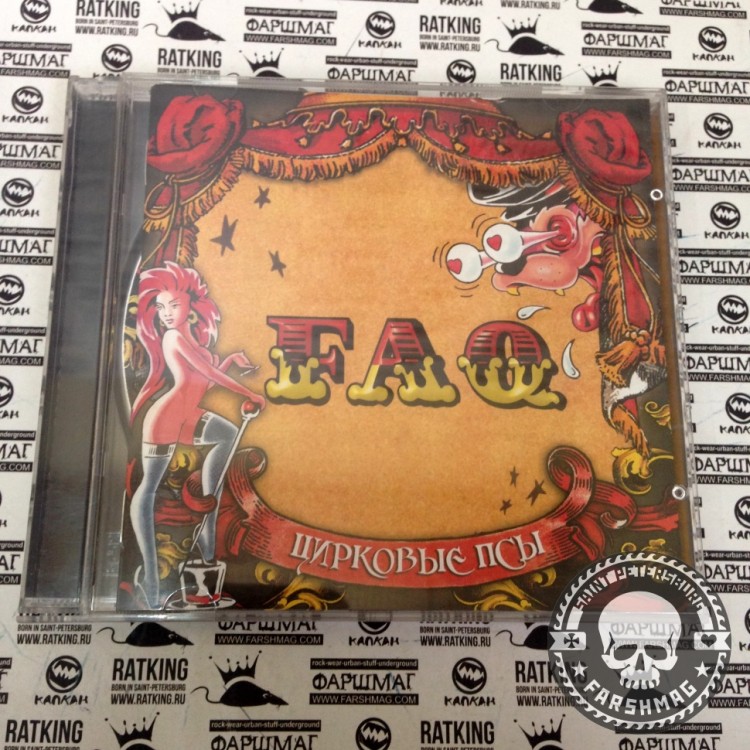 FAQ
ЦИРКОВЫЕ ПСЫ
RATKING
BORN IN SAINT-PETERSBURG
WWW.RATKING.RU
rock-wear-urban-stuff-underground
ФАРШМАГ
WWW.FARSHMAG.COM
КАПКАН
SAINT PETERSBURG
ФАРШМАГ
FARSHMAG